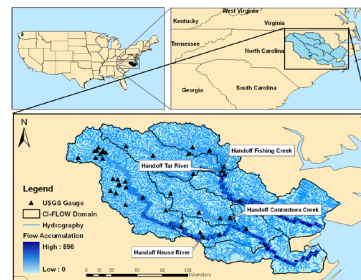 West Virginia
Kentucky
Virginia
Tennessee
North Carolina
South Carolina
Georgia
N
Handoff Fishing Creek
Handoff Tar River
Handoff Contentnea Creek
Handoff Neuse River
Legend
USGS Gauge
CI-FLOW Domain
Hydrography
Flow Accumulation
High : 896
Low : 0
Kilometers